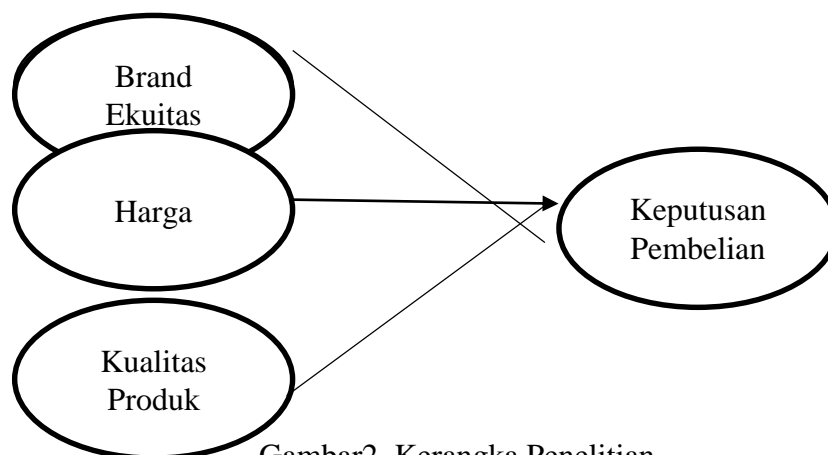 Brand
Ekuitas
Harga
Keputusan
Pembelian
Kualitas
Produk
Gambar2. Kerangka Penelitian